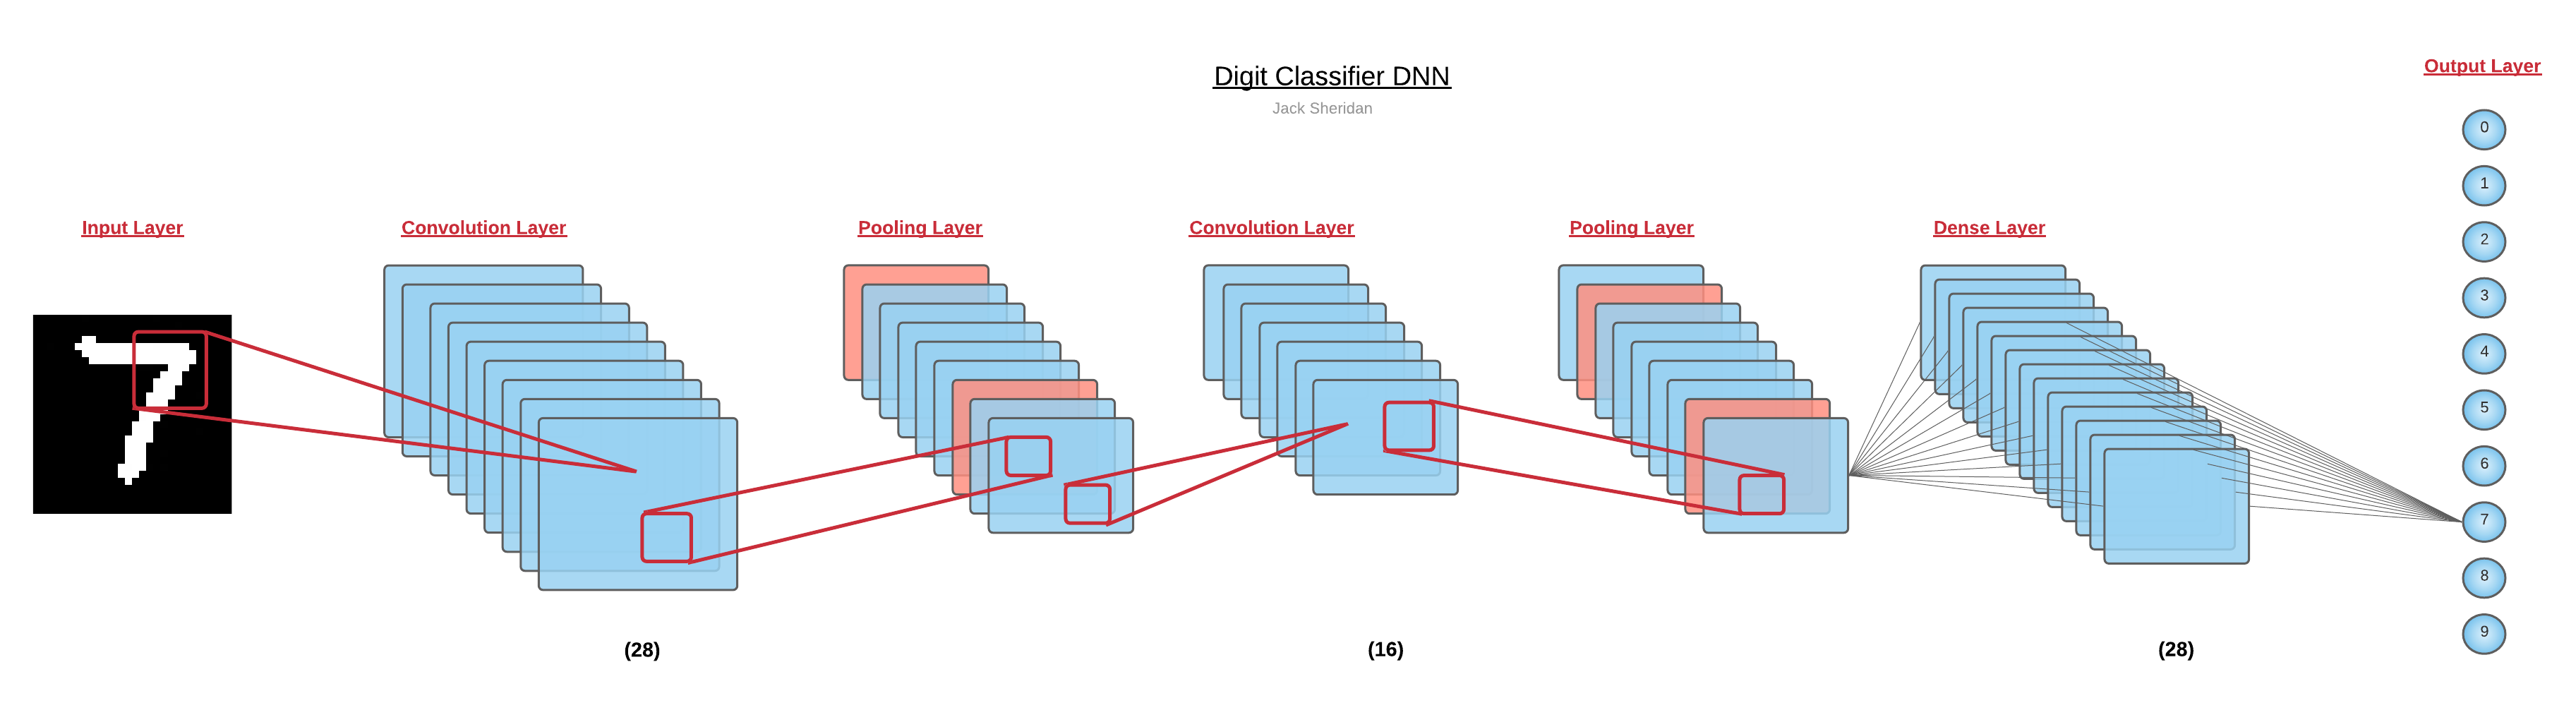 Digit Classifier DNN
Jack Sheridan
Input Layer
Convolution Layer
Pooling Layer
Convolution Layer
Pooling Layer
Dense Layer
Output Layer
0
1
2
3
4
5
6
7
8
9
(28)
(16)
(28)